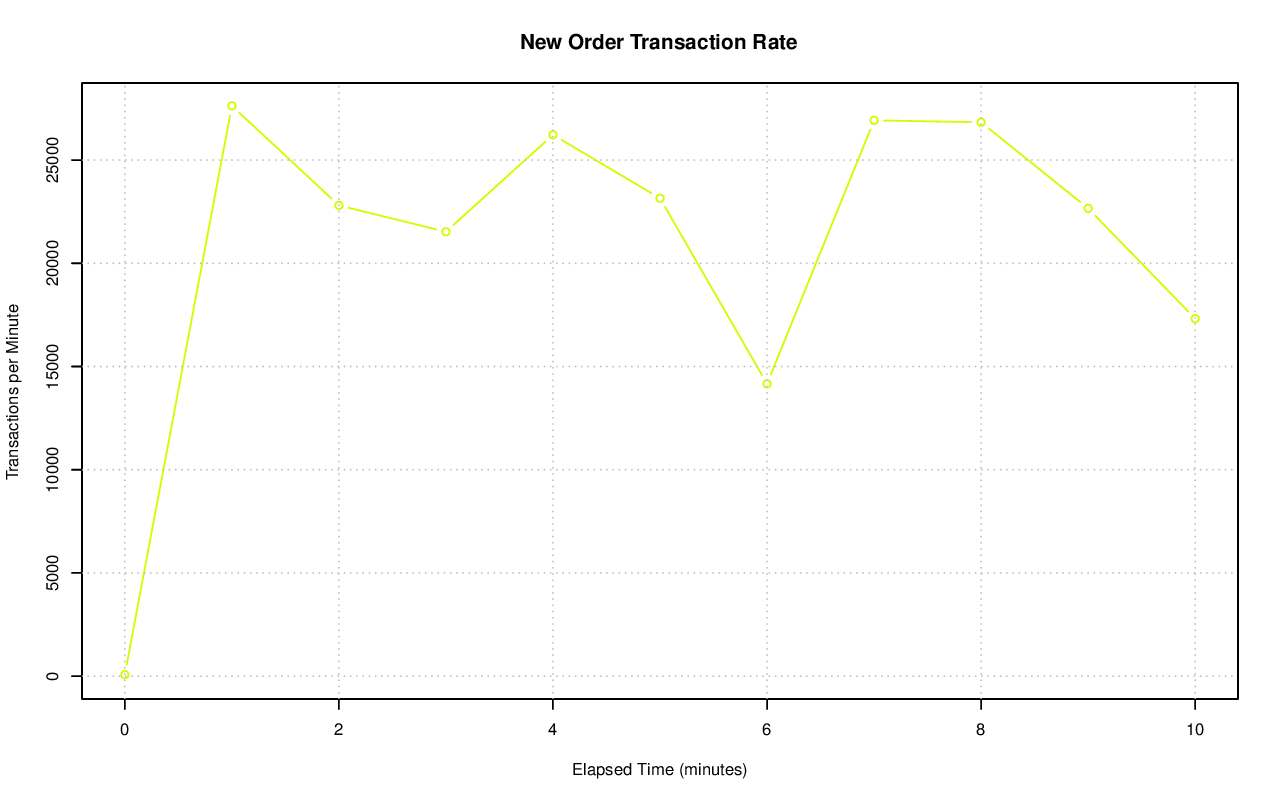 New Order Transaction Rate
Transactions per Minute
25000
20000
15000
10000
5000
0
0 2 4 6 8 10
Elapsed Time (minutes)